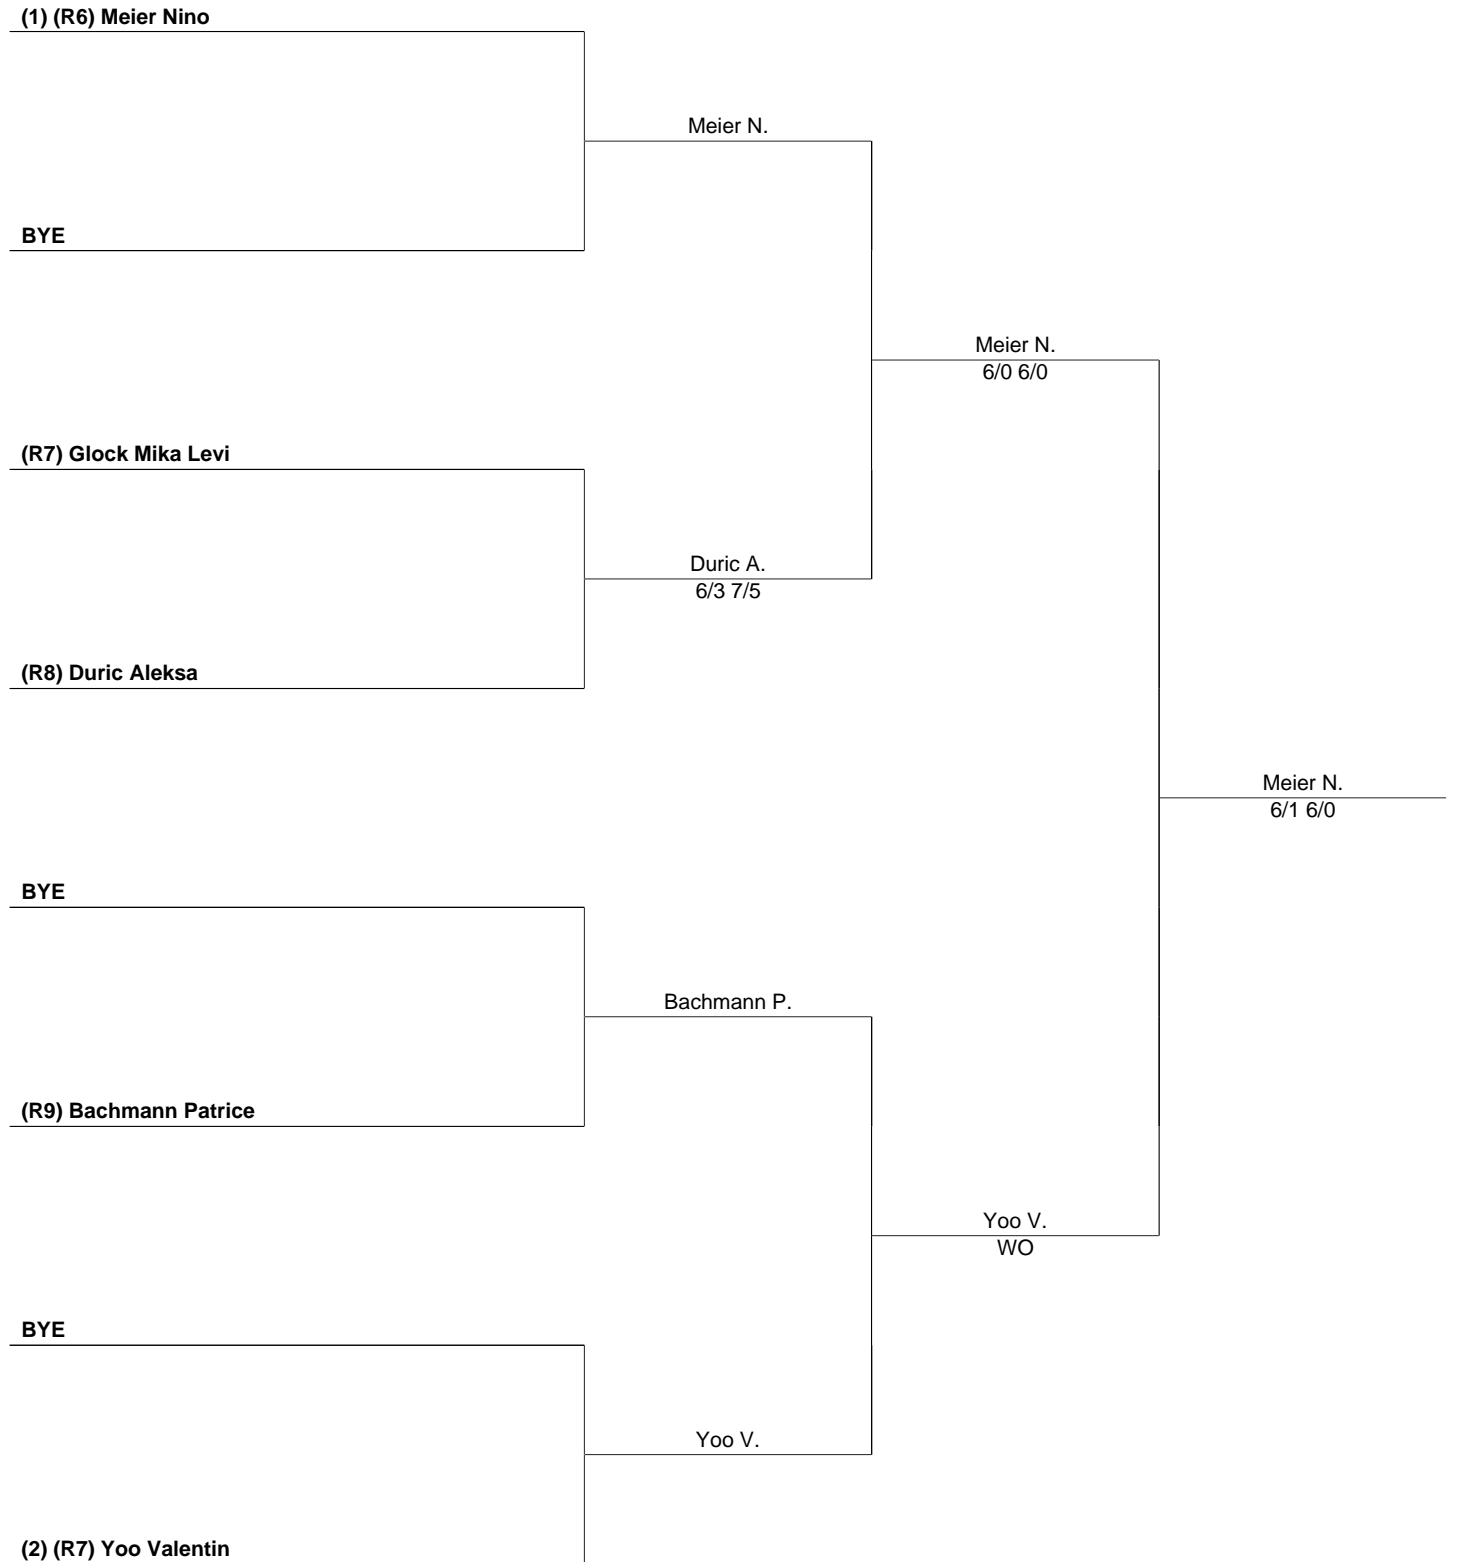 (1) (R6) Meier Nino
Meier N.
BYE
Meier N.
6/0 6/0
(R7) Glock Mika Levi
Duric A.
6/3 7/5
(R8) Duric Aleksa
Meier N.
6/1 6/0
BYE
Bachmann P.
(R9) Bachmann Patrice
Yoo V.
WO
BYE
Yoo V.
(2) (R7) Yoo Valentin